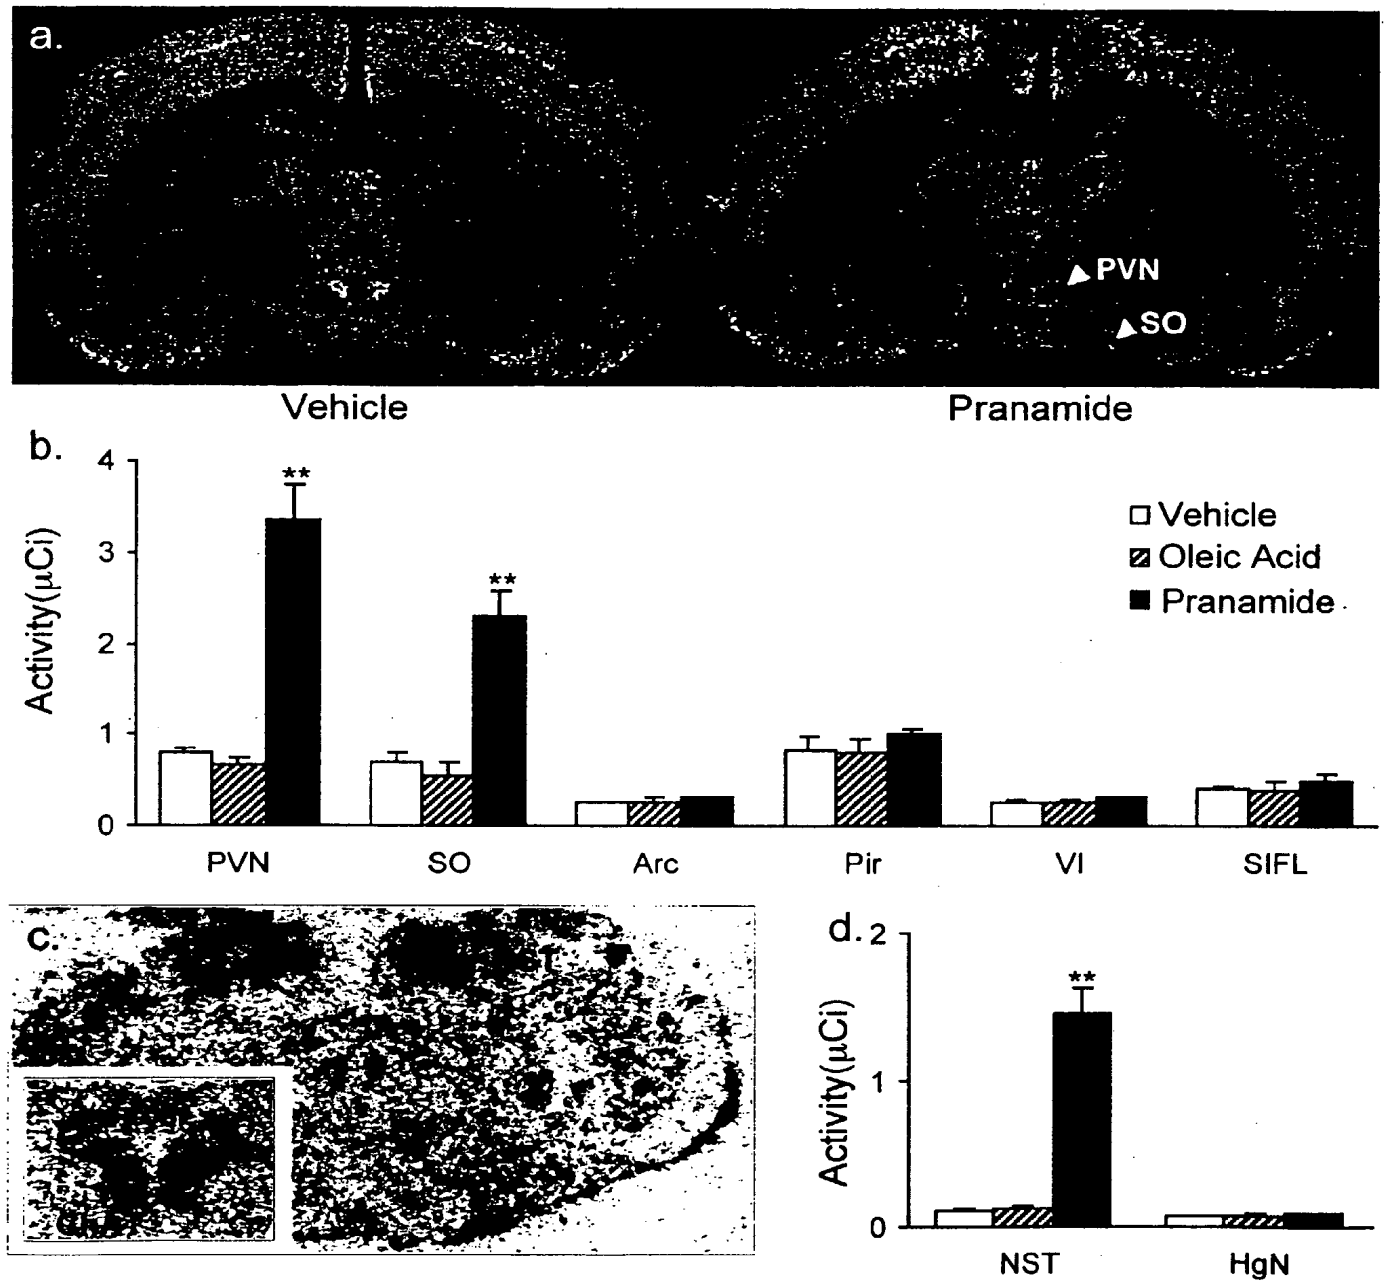 a.
PVN
SO
Vehicle
Pranamide
b.
Activity(μCi)
4
3
2
1
0
**
**
Vehicle
Oleic Acid
Pranamide
PVN
SO
Arc
Pir
VI
SIFL
c.
d.
Activity(μCi)
2
1
0
**
NST
HgN